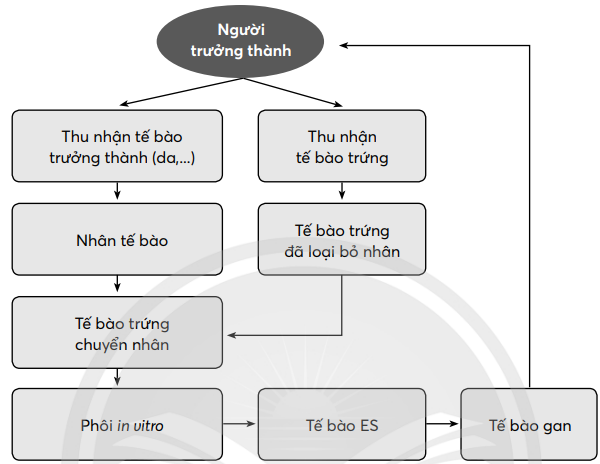 Người
trưởng thành
Thu nhận tế bào
trưởng thành (da,...)
Thu nhận
tế bào trứng
Nhân tế bào
Tế bào trứng
đã loại bỏ nhân
Tế bào trứng
chuyển nhân
Phôi in vitro
Tế bào ES
Tế bào gan